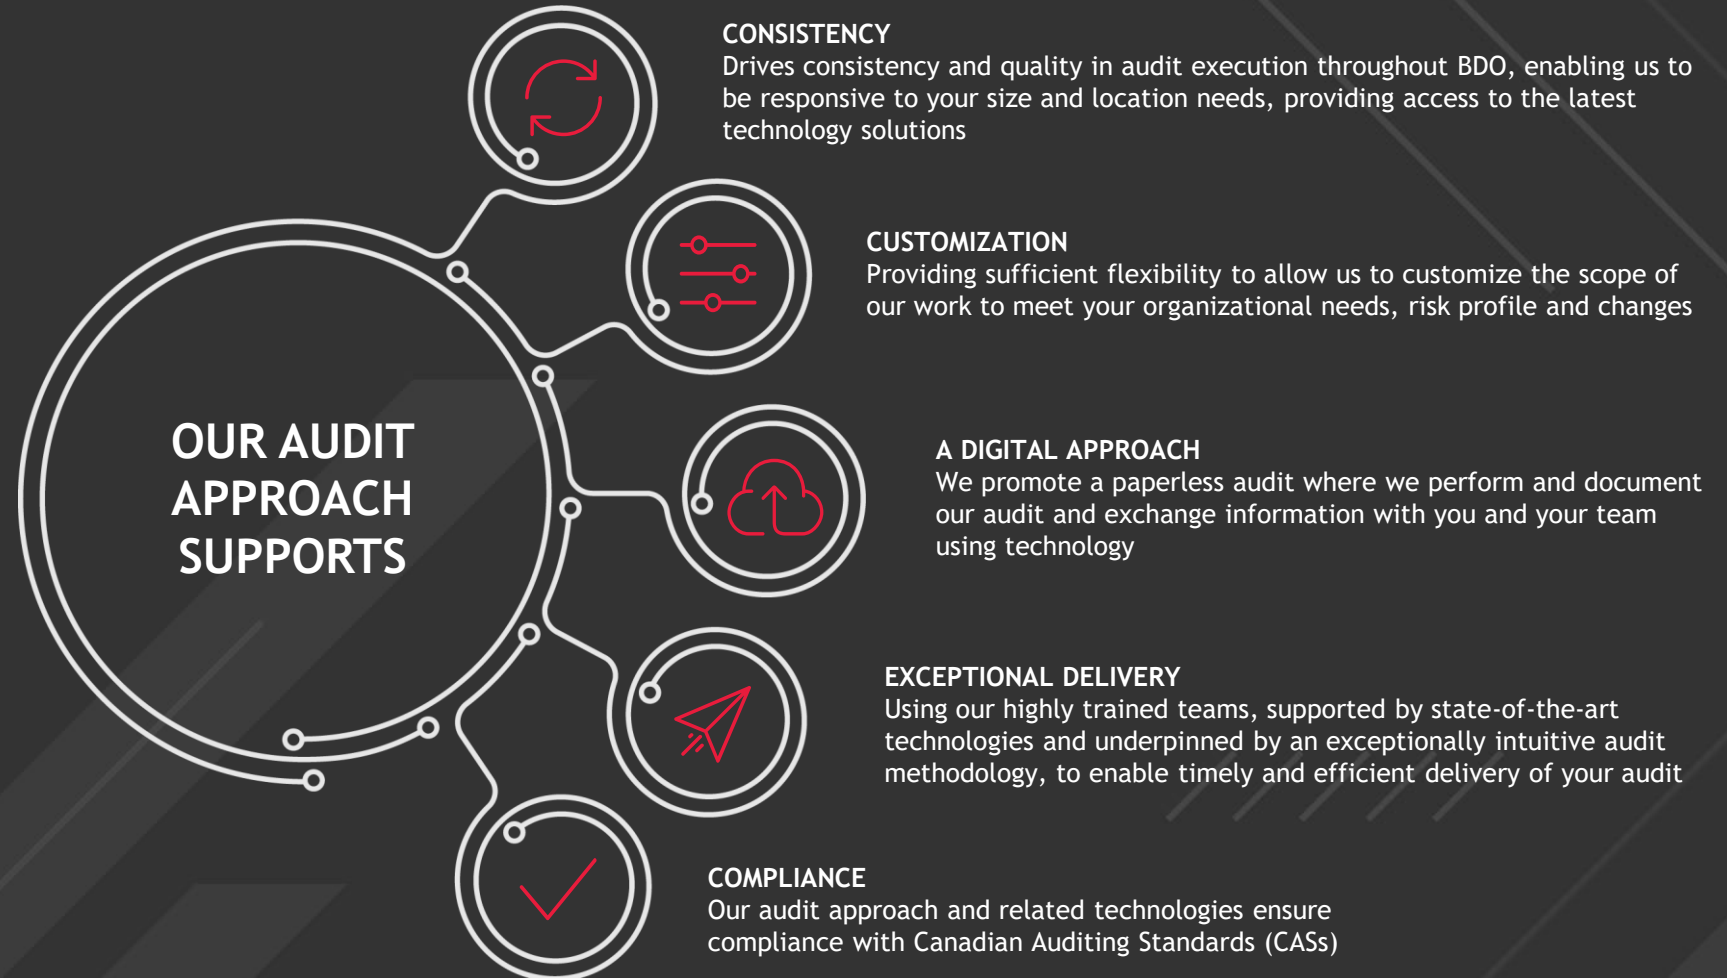 CONSISTENCY
Drives consistency and quality in audit execution throughout BDO, enabling us to
be responsive to your size and location needs, providing access to the latest
technology solutions
CUSTOMIZATION
Providing sufficient flexibility to allow us to customize the scope of
our work to meet your organizational needs, risk profile and changes
OUR AUDIT
APPROACH
SUPPORTS
A DIGITAL APPROACH
We promote a paperless audit where we perform and document
our audit and exchange information with you and your team
using technology
EXCEPTIONAL DELIVERY
Using our highly trained teams, supported by state-of-the-art
technologies and underpinned by an exceptionally intuitive audit
methodology, to enable timely and efficient delivery of your audit
COMPLIANCE
Our audit approach and related technologies ensure
compliance with Canadian Auditing Standards (CASs)